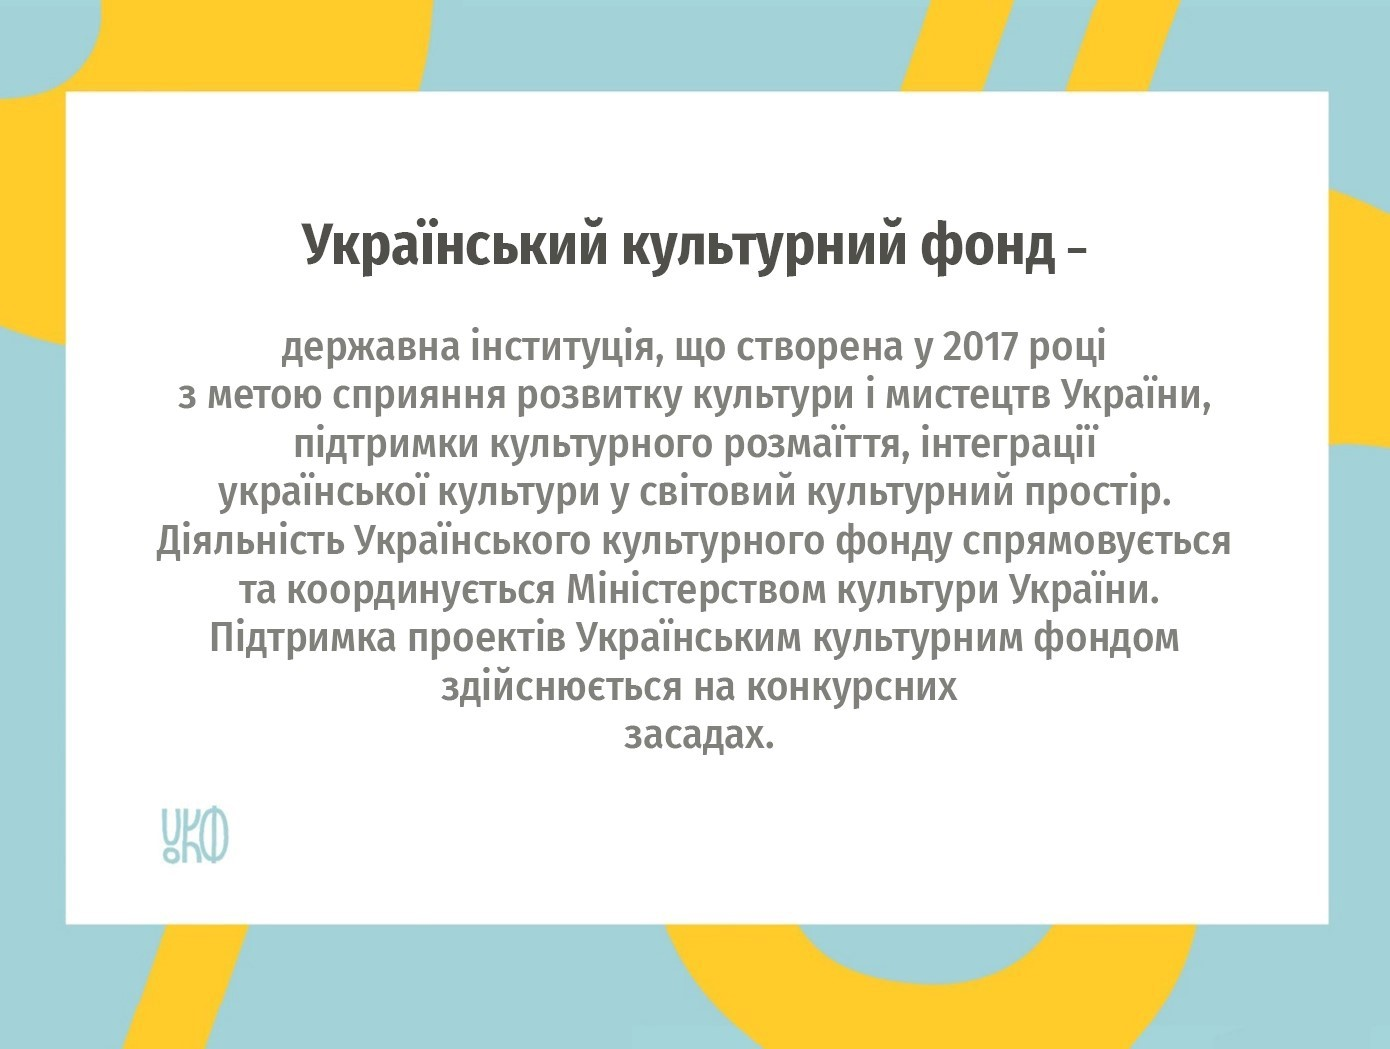 Український культурний фонд –
державна інституція, що створена у 2017 році
з метою сприяння розвитку культури і мистецтв України,
підтримки культурного розмаїття, інтеграції
української культури у світовий культурний простір.
Діяльність Українського культурного фонду спрямовується
та координується Міністерством культури України.
Підтримка проектів Українським культурним фондом
здійснюється на конкурсних
засадах.
УКФ